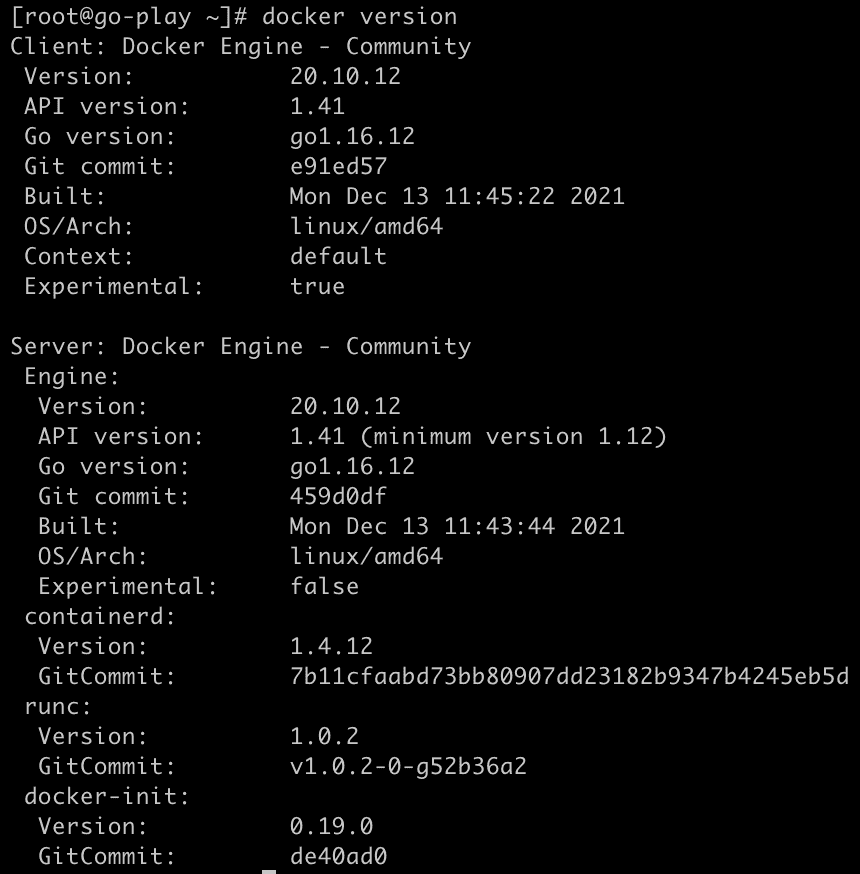 [root@go-play ~]# docker version
Client: Docker Engine - Community
 Version:           20.10.12
 API version:       1.41
 Go version:        go1.16.12
 Git commit:        e91ed57
 Built:             Mon Dec 13 11:45:22 2021
 OS/Arch:           linux/amd64
 Context:           default
 Experimental:      true

Server: Docker Engine - Community
 Engine:
  Version:          20.10.12
  API version:      1.41 (minimum version 1.12)
  Go version:       go1.16.12
  Git commit:       459d0df
  Built:            Mon Dec 13 11:43:44 2021
  OS/Arch:          linux/amd64
  Experimental:     false
 containerd:
  Version:          1.4.12
  GitCommit:        7b11cfaabd73bb80907dd23182b9347b4245eb5d
 runc:
  Version:          1.0.2
  GitCommit:        v1.0.2-0-g52b36a2
 docker-init:
  Version:          0.19.0
  GitCommit:        de40ad0